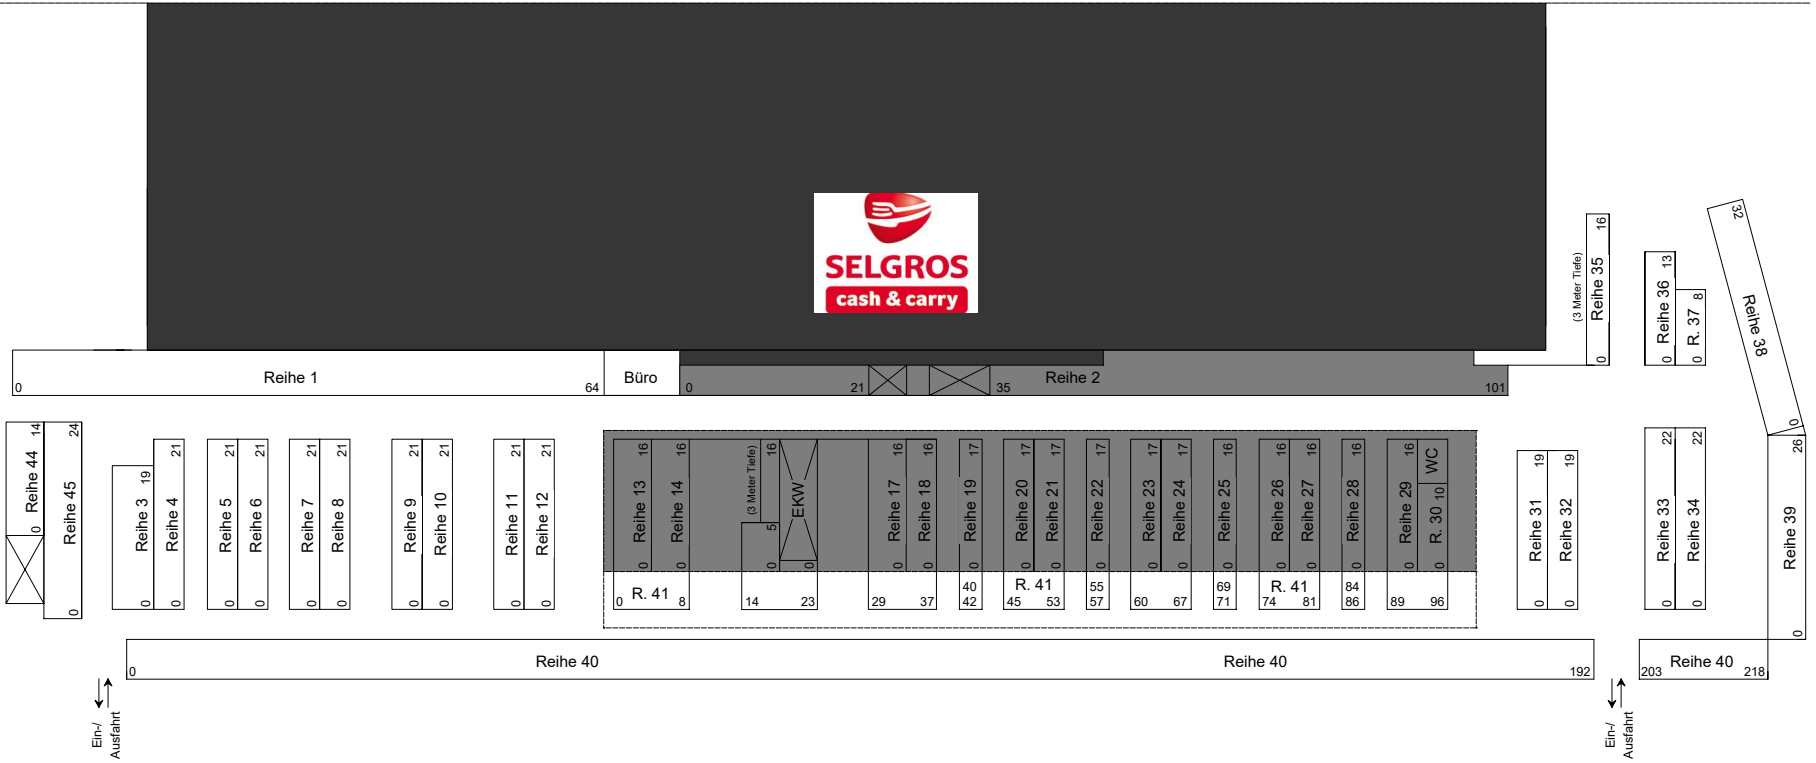 SELGROS
cash & carry
0 Reihe 1 64
Büro
0 21 35 Reihe 2 101
(3 Meter Tiefe)
0 Reihe 35 16
0 Reihe 36 13
0 R. 37 8
0 Reihe 38 32
0 Reihe 44 14
0 Reihe 45 24
0 Reihe 3 19
0 Reihe 4 21
0 Reihe 5 21
0 Reihe 6 21
0 Reihe 7 21
0 Reihe 8 21
0 Reihe 9 21
0 Reihe 10 21
0 Reihe 11 21
0 Reihe 12 21
0 Reihe 13 16
0 Reihe 14 16
(3 Meter Tiefe)
0 5 16
0 EKW
0 Reihe 17 16
0 Reihe 18 16
0 Reihe 19 17
0 Reihe 20 17
0 Reihe 21 17
0 Reihe 22 17
0 Reihe 23 17
0 Reihe 24 17
0 Reihe 25 16
0 Reihe 26 16
0 Reihe 27 16
0 Reihe 28 16
0 Reihe 29 16
0 R. 30 10
WC
0 Reihe 31 19
0 Reihe 32 19
0 Reihe 33 22
0 Reihe 34 22
0 Reihe 39 26
0 R. 41 8
14 23
29 37
40
42
R. 41
45 53
55
57
60 67
69
71
R. 41
74 81
84
86
89 96
0 Reihe 40 Reihe 40 192
203 Reihe 40 218
Ein-/
Ausfahrt
Ein-/
Ausfahrt